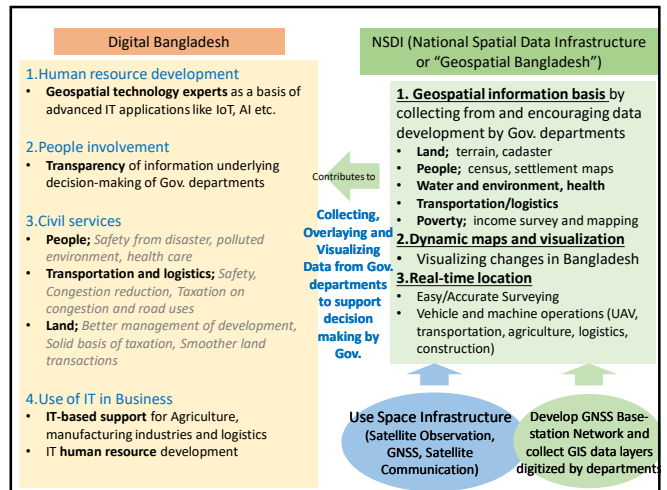 Digital Bangladesh
1.Human resource development
• Geospatial technology experts as a basis of
advanced IT applications like IoT, AI etc.
2.People involvement
• Transparency of information underlying
decision-making of Gov. departments
3.Civil services
• People; Safety from disaster, polluted
environment, health care
• Transportation and logistics; Safety,
Congestion reduction, Taxation on
congestion and road uses
• Land; Better management of development,
Solid basis of taxation, Smoother land
transactions
4.Use of IT in Business
• IT-based support for Agriculture,
manufacturing industries and logistics
• IT human resource development
Contributes to
Collecting,
Overlaying and
Visualizing
Data from Gov.
departments
to support
decision
making by
Gov.
NSDI (National Spatial Data Infrastructure
or “Geospatial Bangladesh”)
1. Geospatial information basis by
collecting from and encouraging data
development by Gov. departments
• Land; terrain, cadaster
• People; census, settlement maps
• Water and environment, health
• Transportation/logistics
• Poverty; income survey and mapping
2.Dynamic maps and visualization
• Visualizing changes in Bangladesh
3.Real-time location
• Easy/Accurate Surveying
• Vehicle and machine operations (UAV,
transportation, agriculture, logistics,
construction)
Use Space Infrastructure
(Satellite Observation,
GNSS, Satellite
Communication)
Develop GNSS Base-
station Network and
collect GIS data layers
digitized by departments